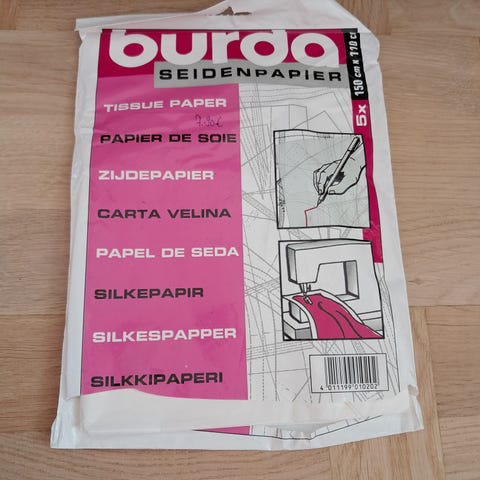 burda
SEIDENPAPIER
5x 150 cm x 110 c
TISSUE PAPER
PAPIER DE SOIE
ZIJDEPAPIER
CARTA VELINA
PAPEL DE SEDA
SILKEPAPIR
SILKESPAPPER
SILKKIPAPERI
4 011199 010202